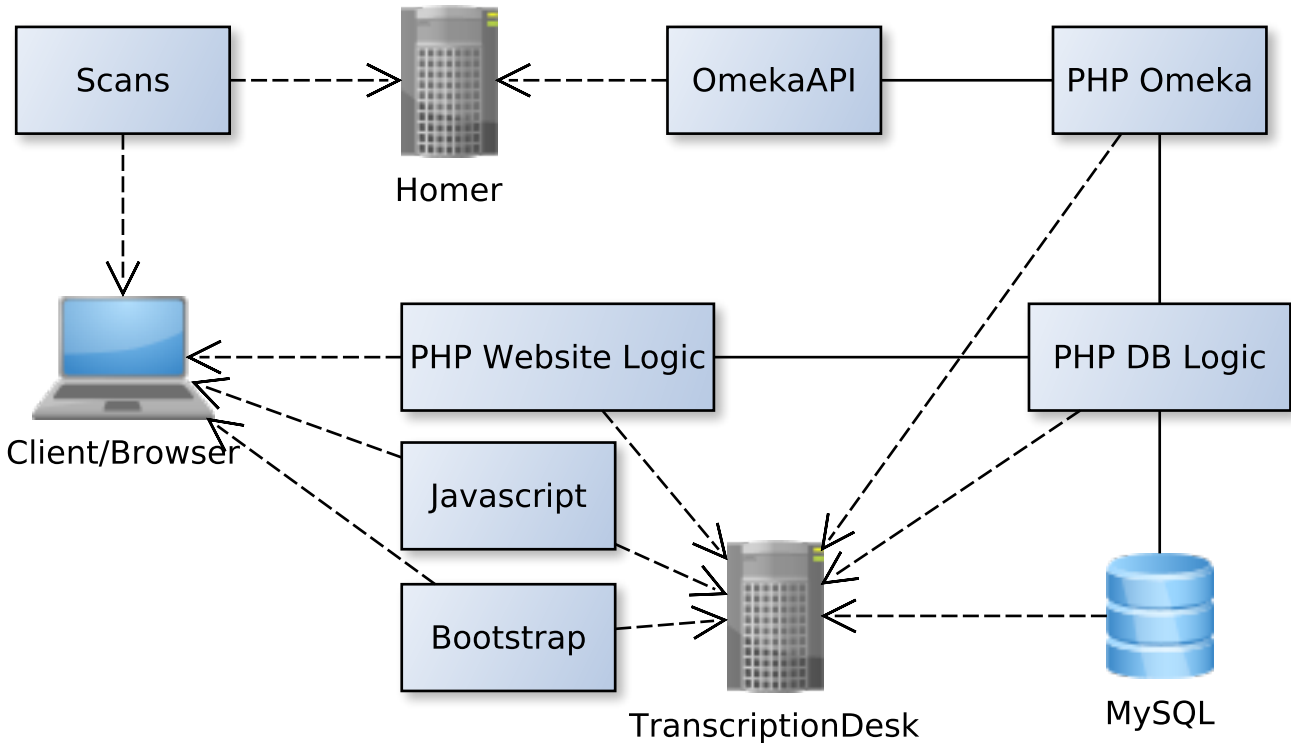 Scans
OmekaAPI
PHP Omeka
Homer
PHP Website Logic
PHP DB Logic
Client/Browser
Javascript
Bootstrap
TranscriptionDesk
MySQL